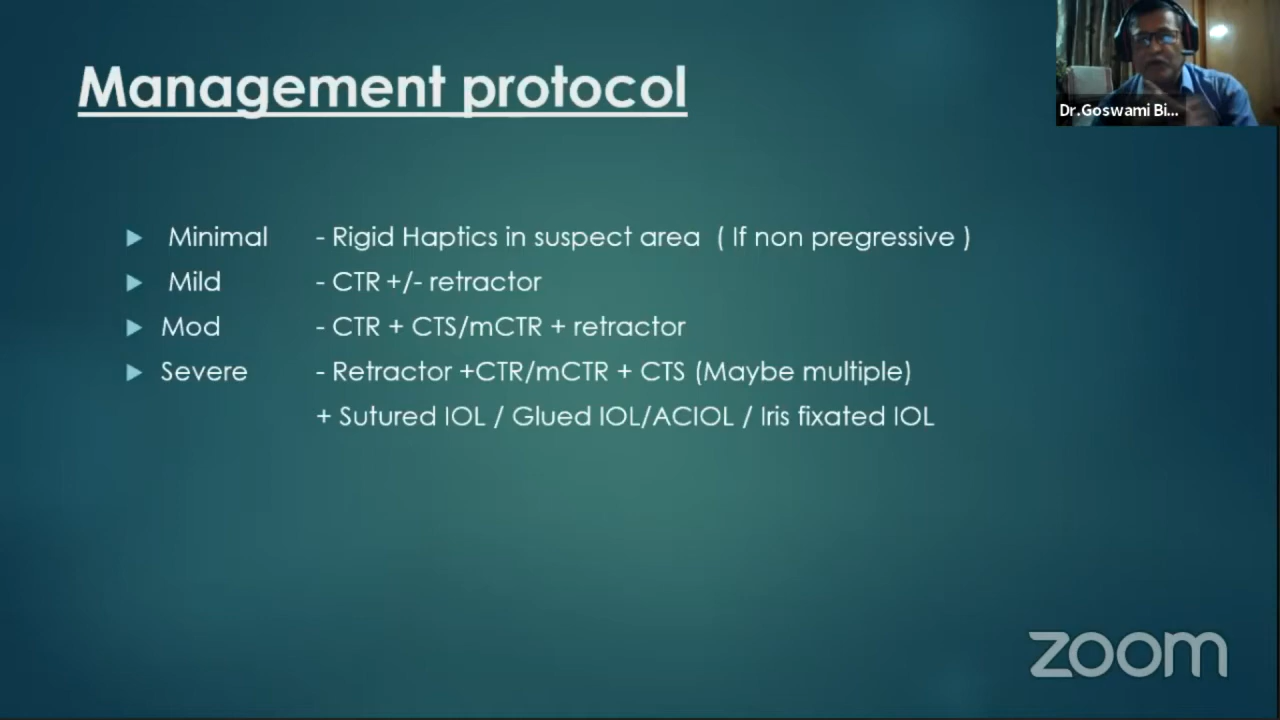 Management protocol
Dr.Goswami Bi...
Minimal - Rigid Haptics in suspect area ( If non pregressive )
Mild - CTR +/- retractor
Mod - CTR + CTS/mCTR + retractor
Severe - Retractor +CTR/mCTR + CTS (Maybe multiple)
+ Sutured IOL / Glued IOL/ACIOL / Iris fixated IOL
zoom